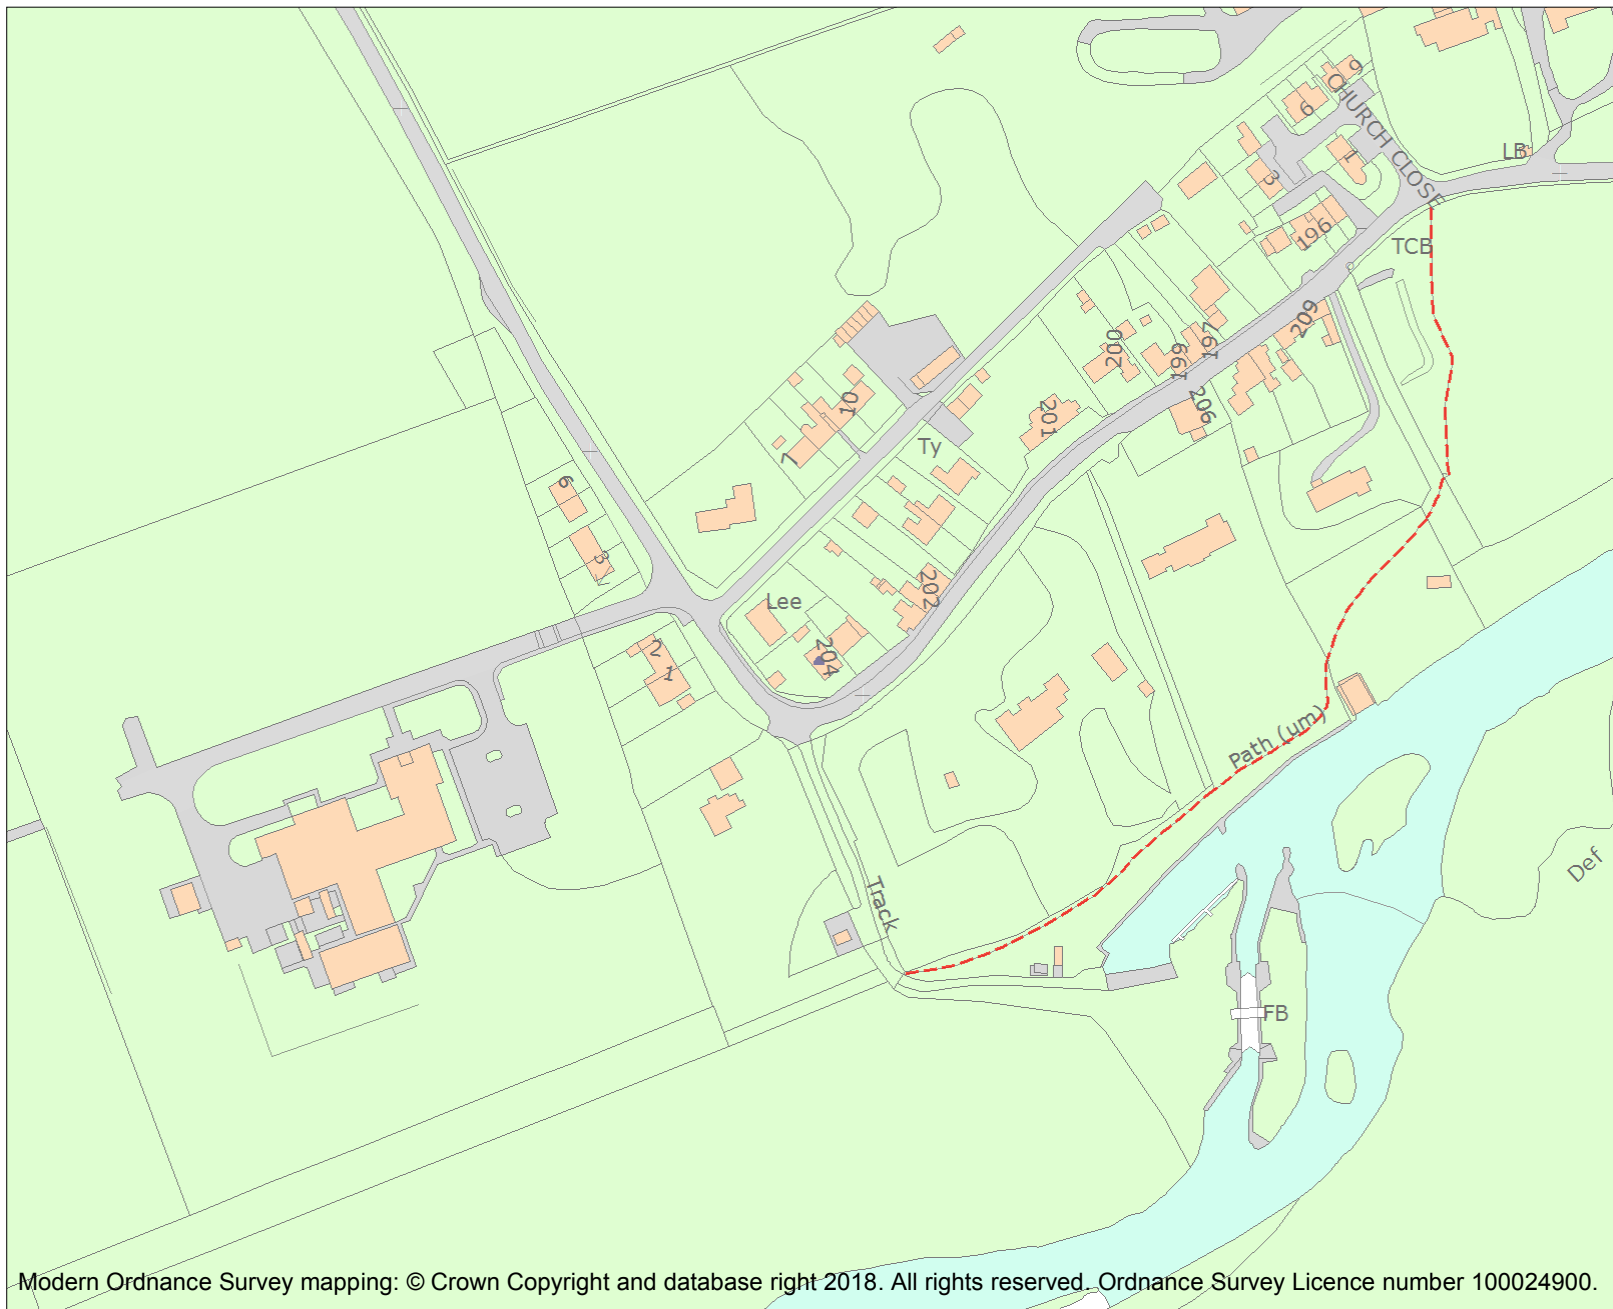 9
6
CHURCH CLOSE
1
LB
3
196
TCB
209
197
200
199
10
206
201
7
Ty
6
3
202
Lee
204
2
1
Path (um)
Def
Track
FB
Modern Ordnance Survey mapping: © Crown Copyright and database right 2018. All rights reserved. Ordnance Survey Licence number 100024900.